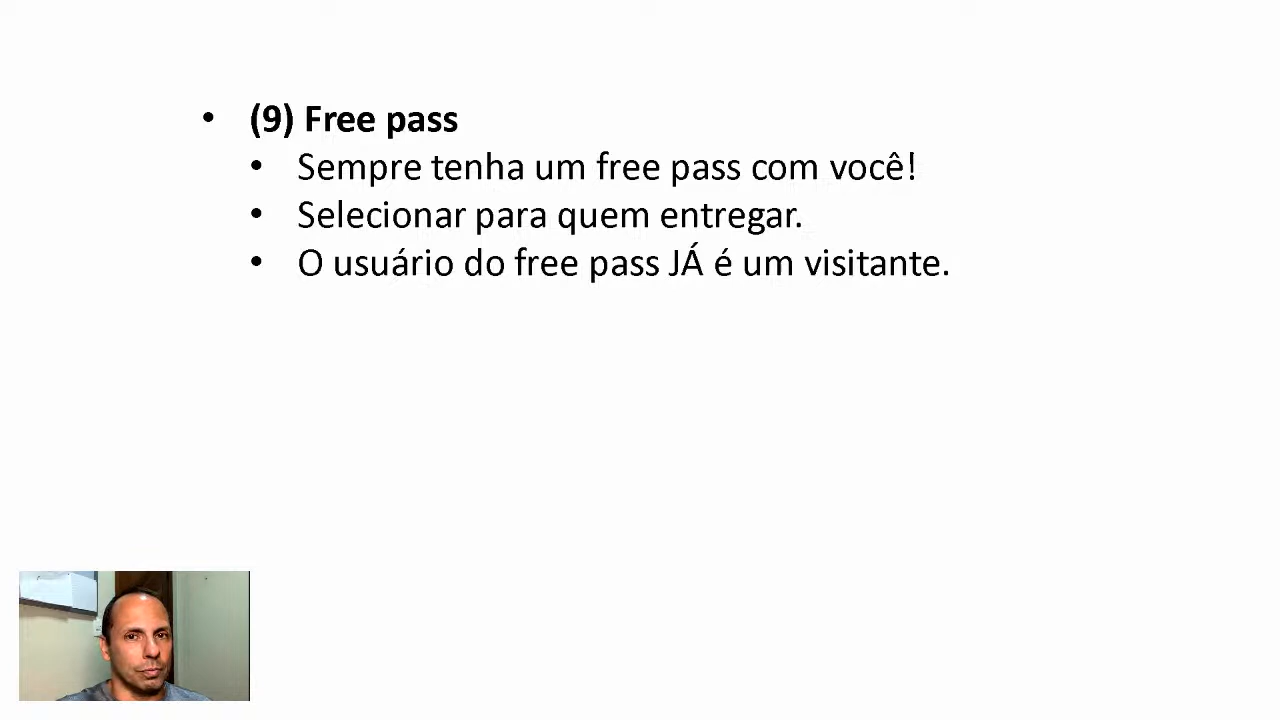 • (9) Free pass
• Sempre tenha um free pass com você!
• Selecionar para quem entregar.
• O usuário do free pass JÁ é um visitante.